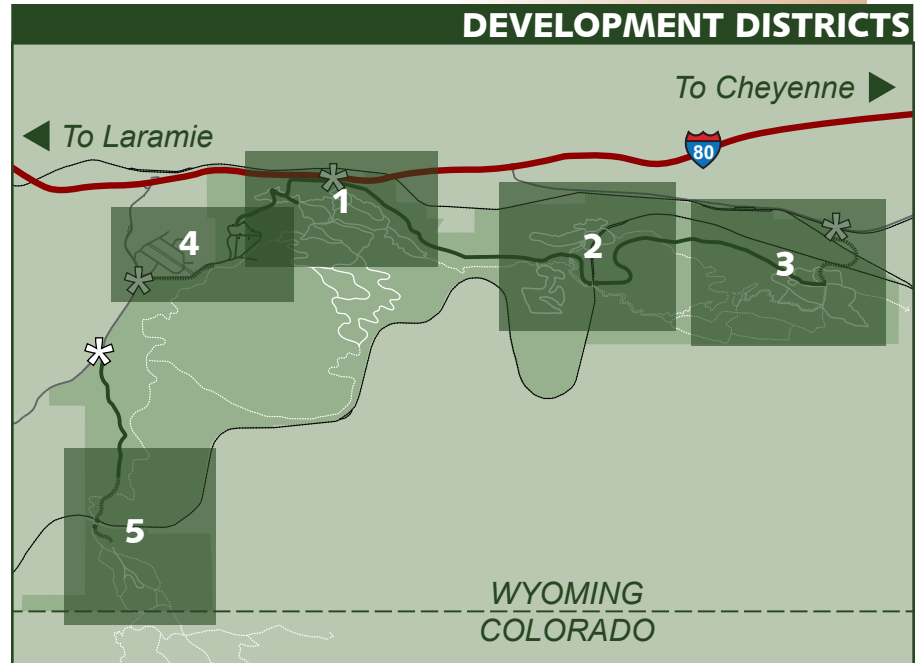 DEVELOPMENT DISTRICTS
To Cheyenne
To Laramie
80
1
4
2
3
5
WYOMING
COLORADO